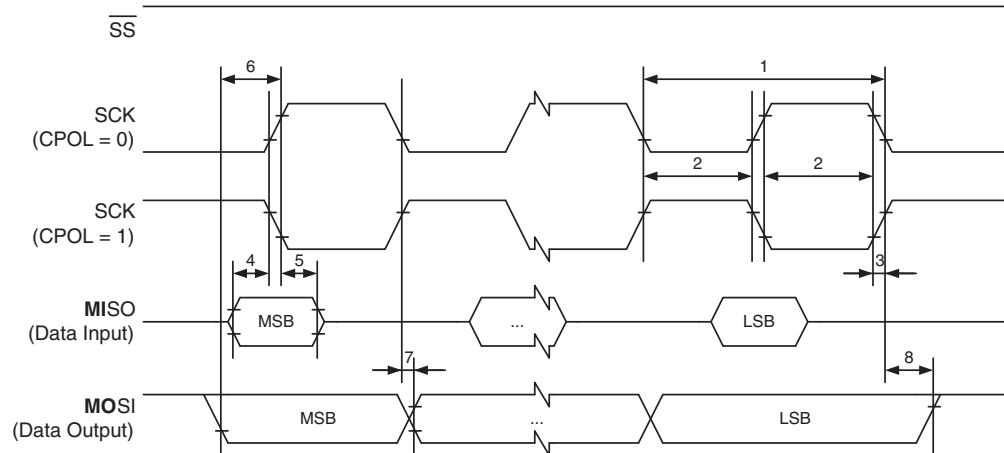 SS
6
1
SCK
(CPOL = 0)
2
2
SCK
(CPOL = 1)
4
5
3
MISO
(Data Input)
MSB
...
LSB
7
8
MOSI
(Data Output)
MSB
...
LSB